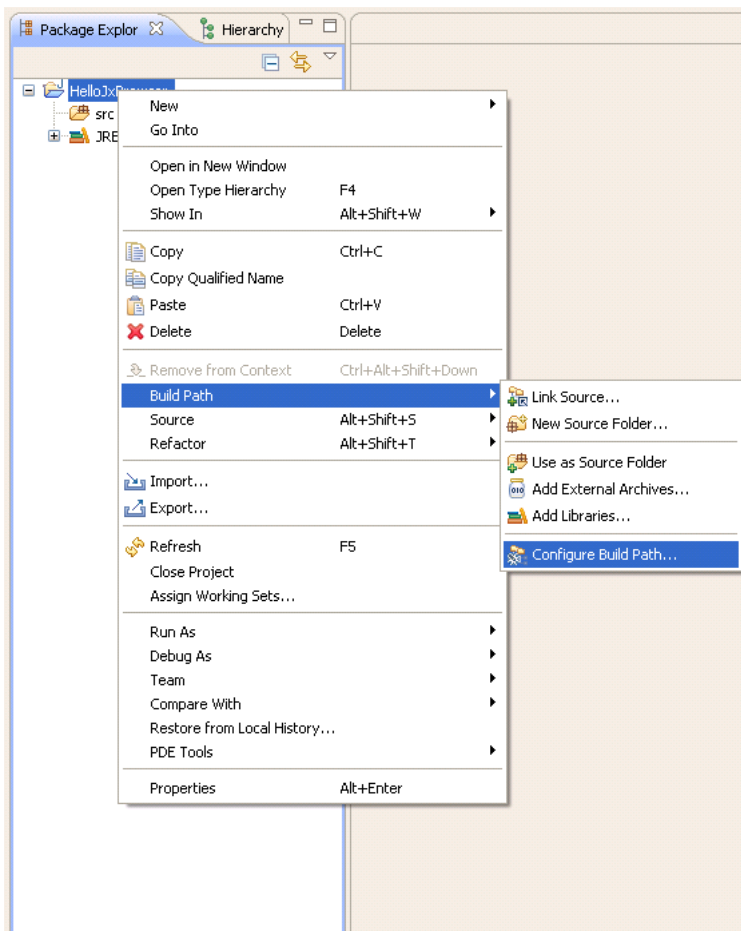 Package Explor
Hierarchy
HelloJxBrowser
src
JRE
New
Go Into
Open in New Window
Open Type Hierarchy F4
Show In Alt+Shift+W
Copy Ctrl+C
Copy Qualified Name
Paste Ctrl+V
Delete Delete
Remove from Context Ctrl+Alt+Shift+Down
Build Path
Source Alt+Shift+S
Refactor Alt+Shift+T
Import...
Export...
Refresh F5
Close Project
Assign Working Sets...
Run As
Debug As
Team
Compare With
Restore from Local History...
PDE Tools
Properties Alt+Enter
Link Source...
New Source Folder...
Use as Source Folder
010 Add External Archives...
Add Libraries...
Configure Build Path...